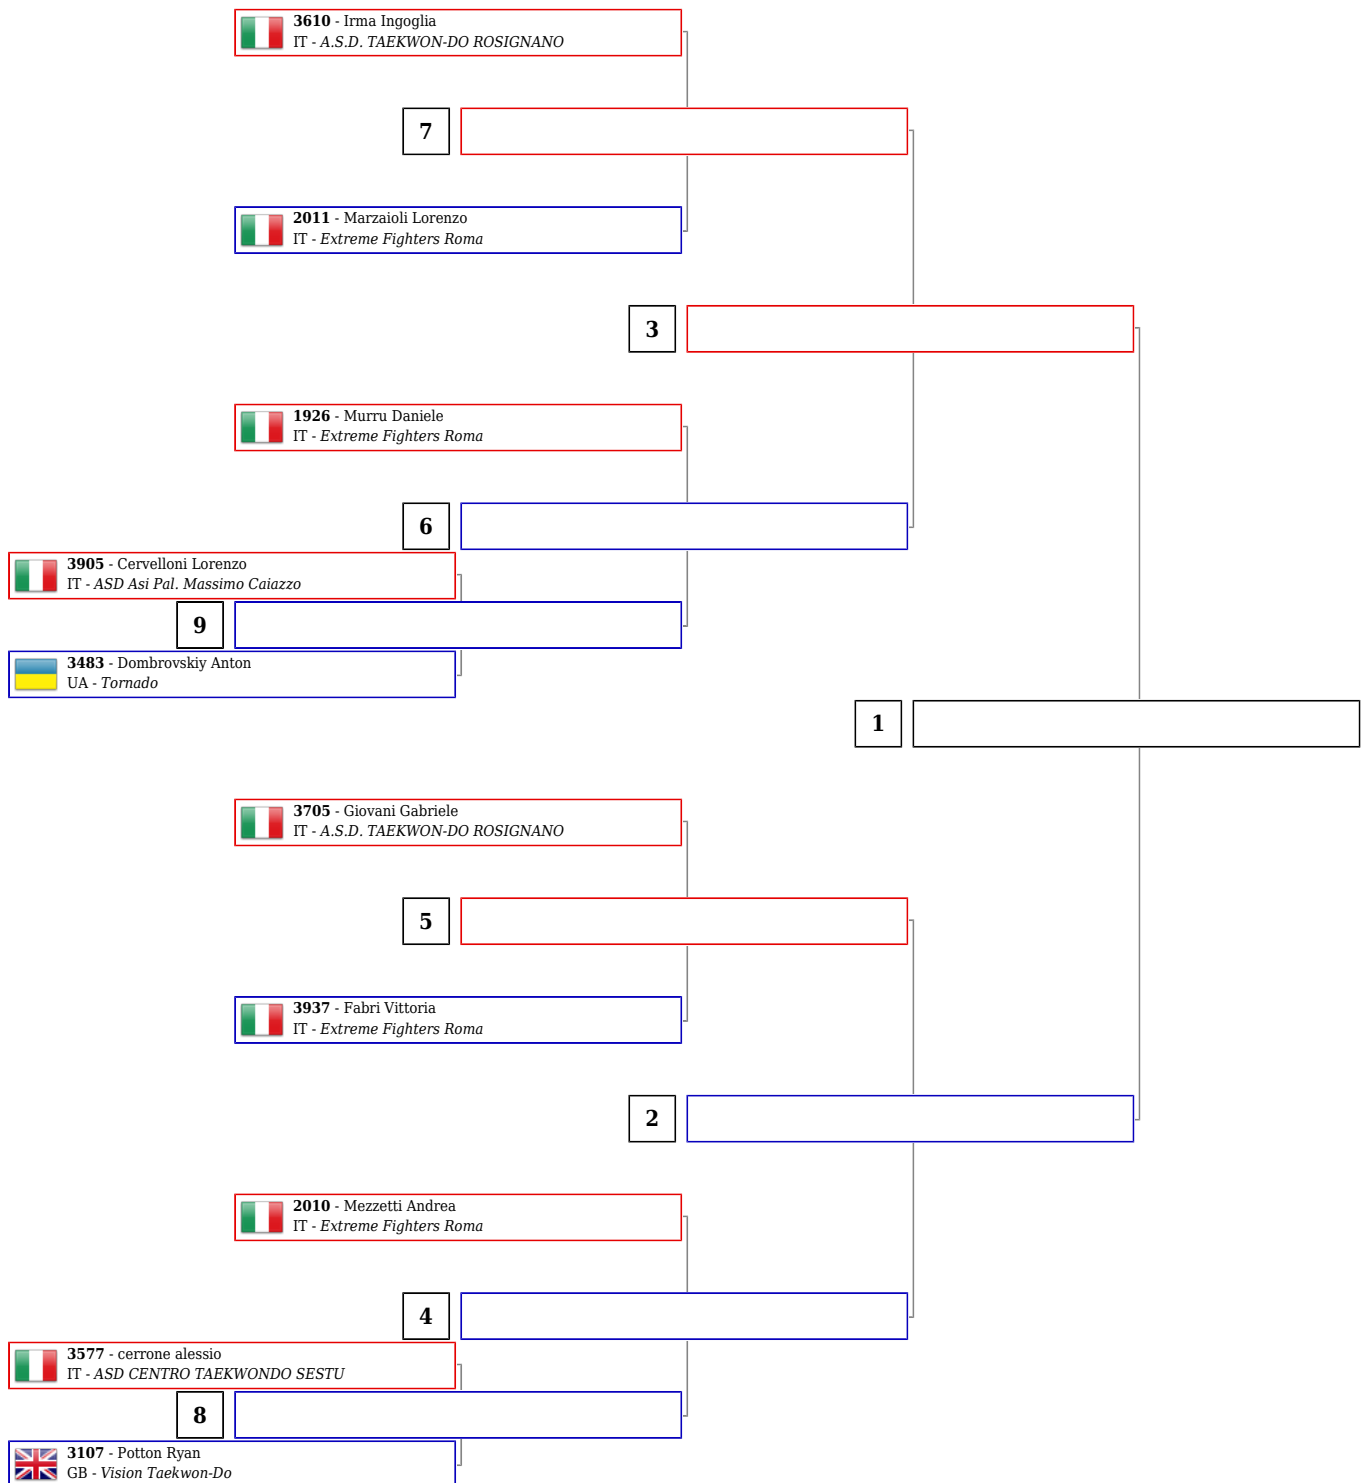 3610 - Irma Ingoglia
IT - A.S.D. TAEKWON-DO ROSIGNANO
7
2011 - Marzaioli Lorenzo
IT - Extreme Fighters Roma
3
1926 - Murru Daniele
IT - Extreme Fighters Roma
6
3905 - Cervelloni Lorenzo
IT - ASD Asi Pal. Massimo Caiazzo
9
3483 - Dombrovskiy Anton
UA - Tornado
1
3705 - Giovani Gabriele
IT - A.S.D. TAEKWON-DO ROSIGNANO
5
3937 - Fabri Vittoria
IT - Extreme Fighters Roma
2
2010 - Mezzetti Andrea
IT - Extreme Fighters Roma
4
3577 - cerrone alessio
IT - ASD CENTRO TAEKWONDO SESTU
8
3107 - Potton Ryan
GB - Vision Taekwon-Do